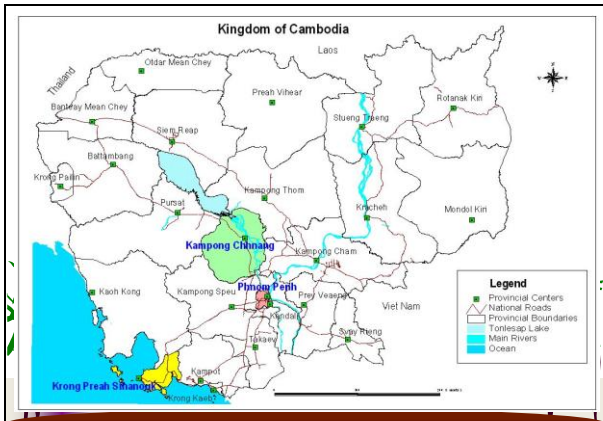 Kingdom of Cambodia
Laos
Thailand
Otdar Mean Chey
Preah Vihear
Banteay Mean Chey
Siem Reap
Stueng Traeng
Rotanak Kiri
Battambang
Krong Pailin
Pursat
Kampong Thom
Kracheh
Mondol Kiri
Kampong Chhnang
Kampong Cham
Kaoh Kong
Kampong Speu
Phnom Penh
Prey Veaeng
Viet Nam
Kandal
Svay Rieng
Takaev
Krong Preah Sihanouk
Kampot
Krong Kaeb
Legend
Provincial Centers
National Roads
Provincial Boundaries
Tonlesap Lake
Main Rivers
Ocean